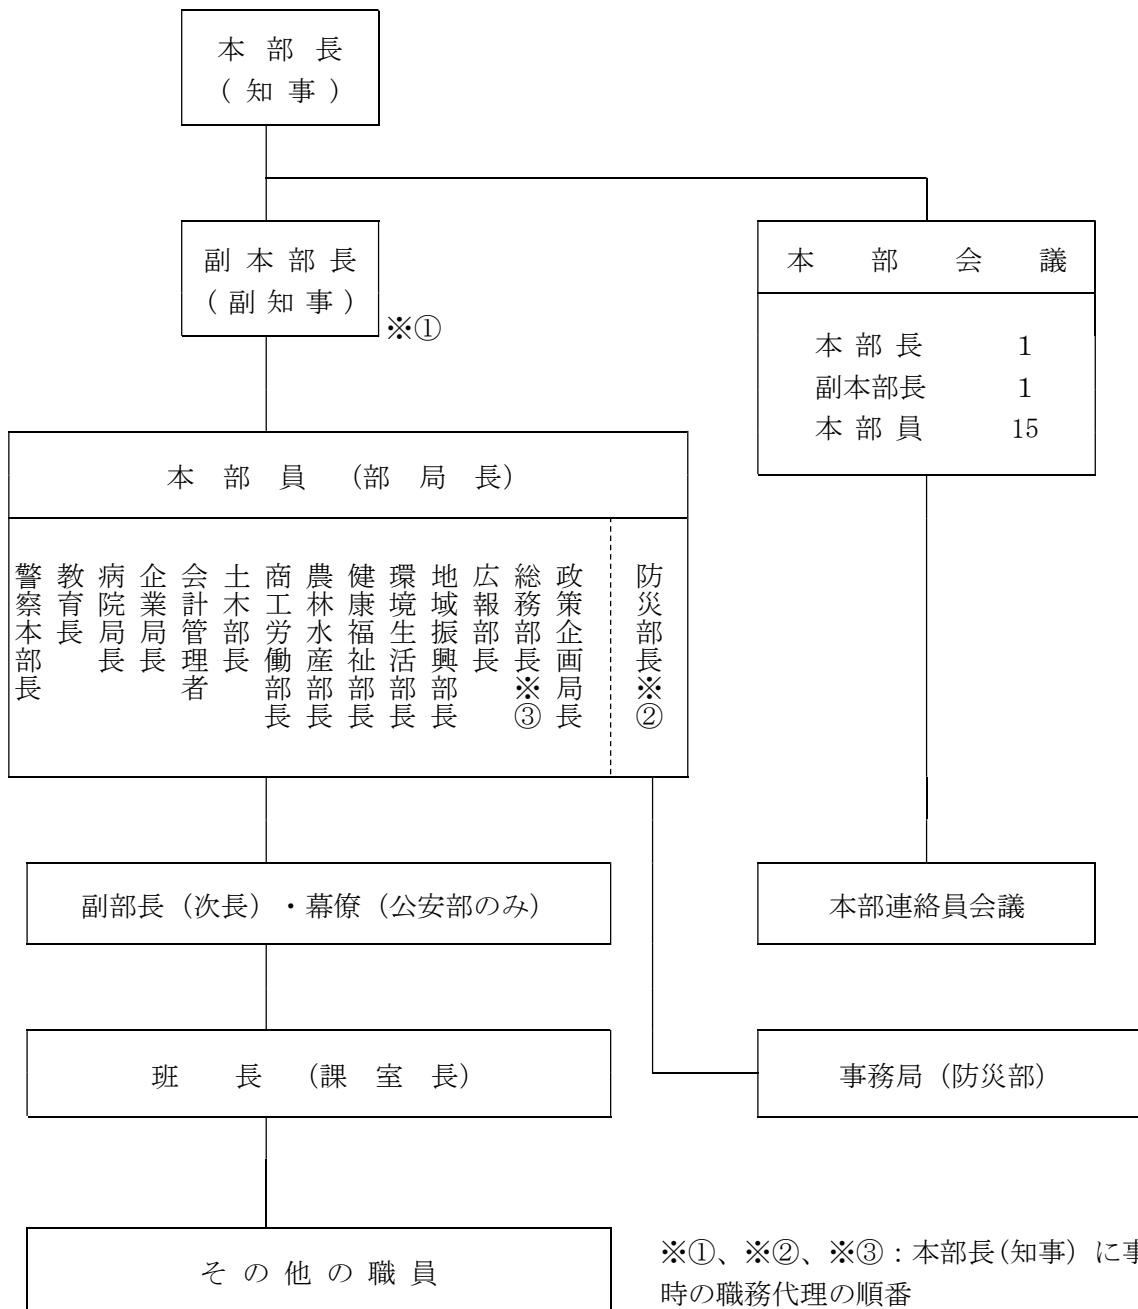 本部長
(知事)
副本部長
(副知事)
※①
本部会議
本部長 1
副本部長 1
本部員 15
本部員 (部局長)
警察本部長
教育長
病院局長
企業局長
会計管理者
土木部長
商工労働部長
農林水産部長
健康福祉部長
環境生活部長
地域振興部長
広報部長
総務部長※③
政策企画局長
防災部長※②
副部長(次長)・幕僚(公安部のみ)
本部連絡員会議
班長 (課室長)
事務局(防災部)
その他の職員
※①、※②、※③:本部長(知事)に事
時の職務代理の順番